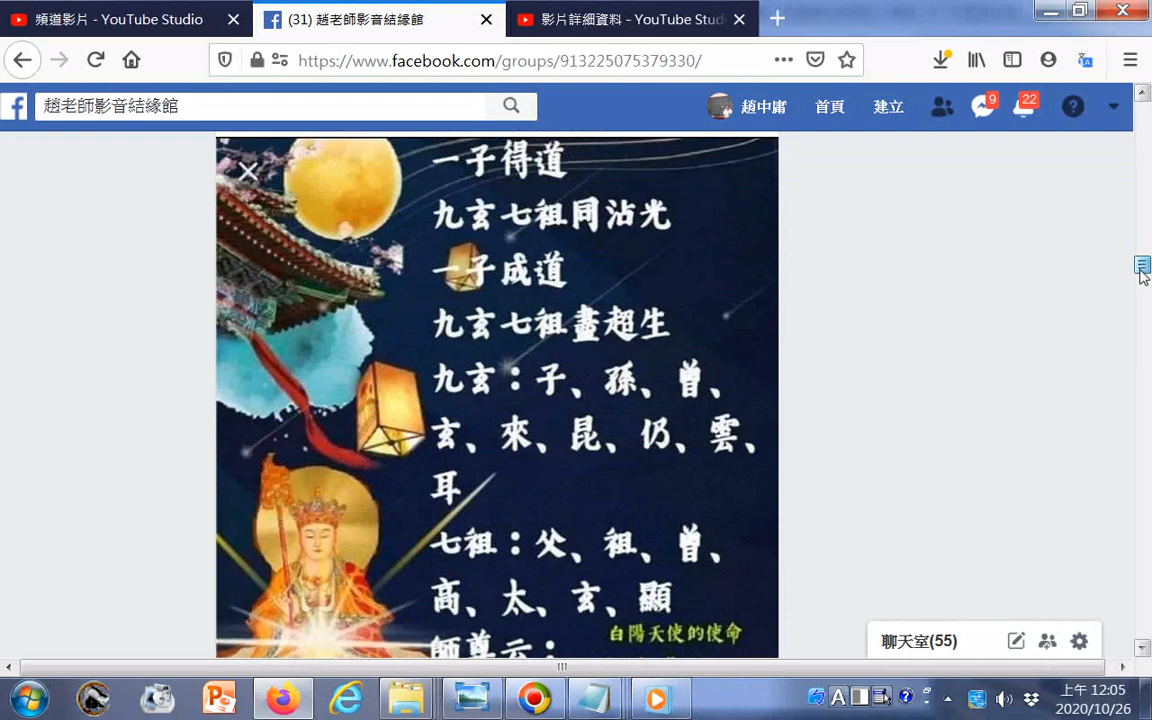 頻道影片 - YouTube Studio
(31) 趙老師影音結緣館
影片詳細資料 - YouTube Stud
https://www.facebook.com/groups/913225075379330/
趙老師影音結緣館
趙中庸
首頁
建立
9
22
一子得道
九玄七祖同沾光
一子成道
九玄七祖盡超生
九玄：子、孫、曾、
玄、來、昆、仍、雲、
耳
七祖：父、祖、曾、
高、太、玄、顯
白陽天使的使命
師尊云：
聊天室(55)
上午 12:05
2020/10/26